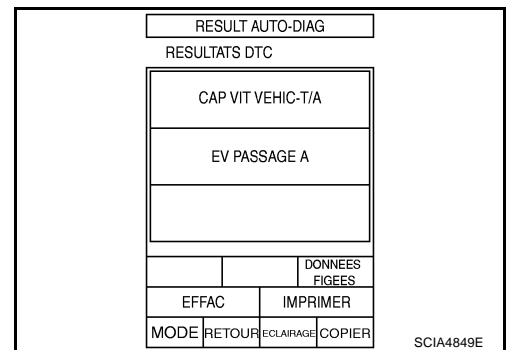 RESULT AUTO-DIAG
RESULTATS DTC
CAP VIT VEHIC-T/A
EV PASSAGE A
DONNEES
FIGEES
EFFAC IMPRIMER
MODE RETOUR ECLAIRAGE COPIER
SCIA4849E